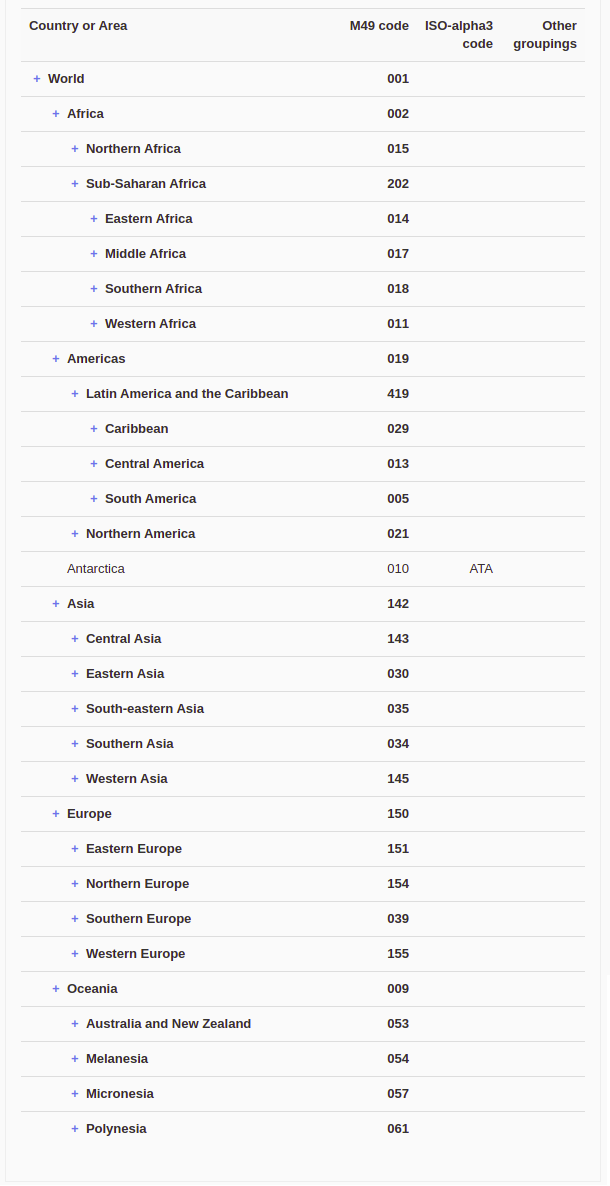 Country or Area M49 code ISO-alpha3 code Other groupings
+ World 001
+ Africa 002
+ Northern Africa 015
+ Sub-Saharan Africa 202
+ Eastern Africa 014
+ Middle Africa 017
+ Southern Africa 018
+ Western Africa 011
+ Americas 019
+ Latin America and the Caribbean 419
+ Caribbean 029
+ Central America 013
+ South America 005
+ Northern America 021
Antarctica 010 ATA
+ Asia 142
+ Central Asia 143
+ Eastern Asia 030
+ South-eastern Asia 035
+ Southern Asia 034
+ Western Asia 145
+ Europe 150
+ Eastern Europe 151
+ Northern Europe 154
+ Southern Europe 039
+ Western Europe 155
+ Oceania 009
+ Australia and New Zealand 053
+ Melanesia 054
+ Micronesia 057
+ Polynesia 061